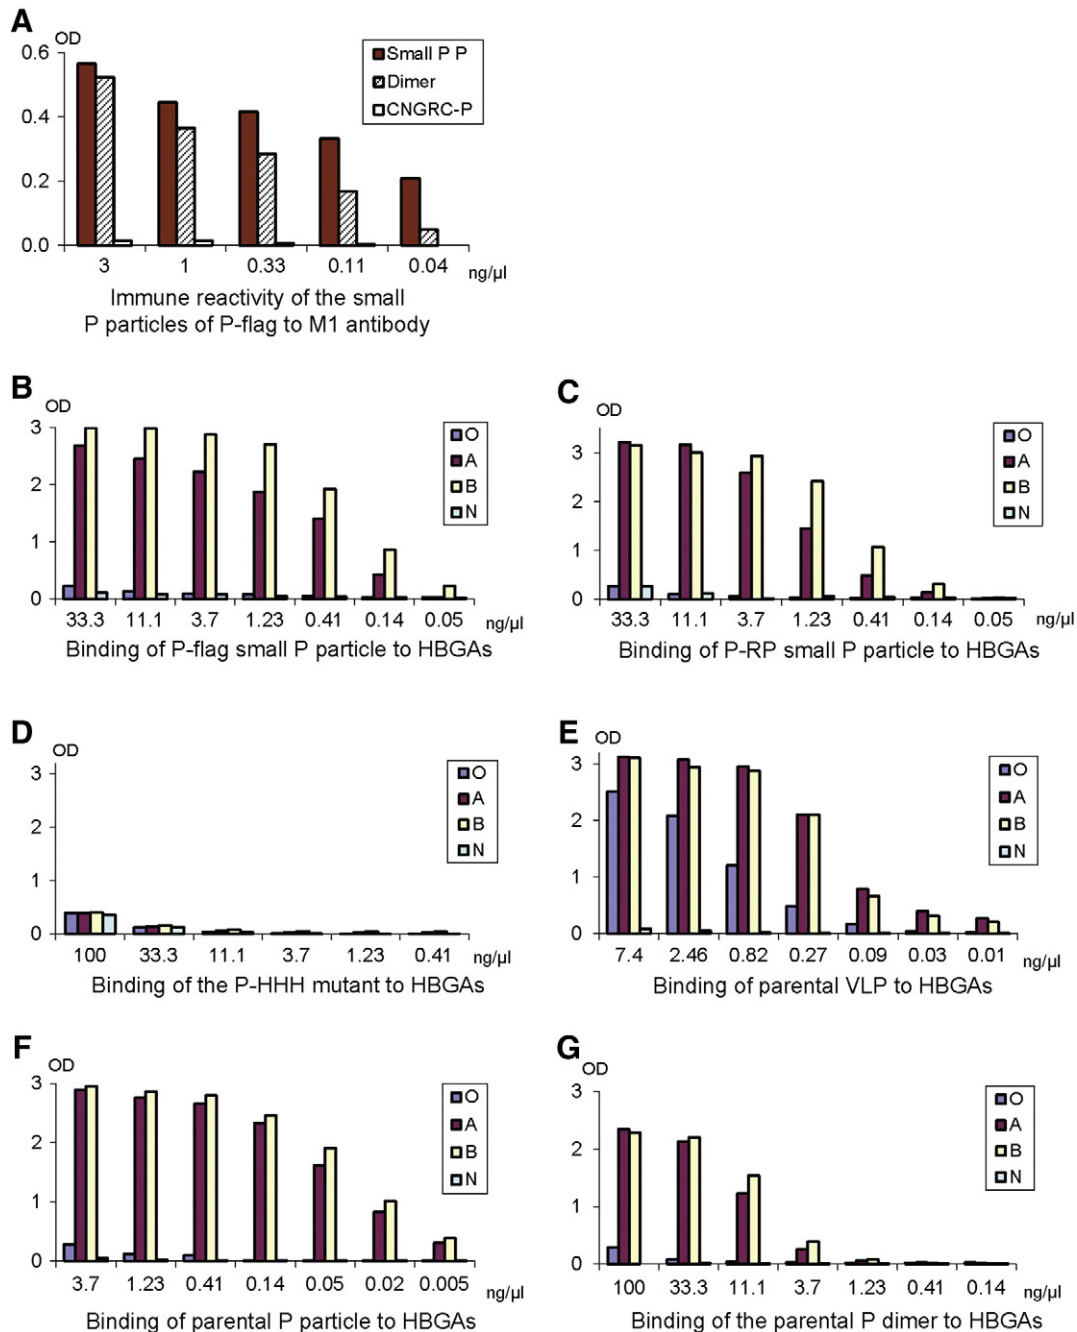 A
OD
0.6
0.4
0.2
0.0
Small P P
Dimer
CNGRC-P
3 1 0.33 0.11 0.04 ng/µl
Immune reactivity of the small
P particles of P-flag to M1 antibody
B
OD
3
2
1
0
O
A
B
N
33.3 11.1 3.7 1.23 0.41 0.14 0.05 ng/µl
Binding of P-flag small P particle to HBGAs
C
OD
3
2
1
0
O
A
B
N
33.3 11.1 3.7 1.23 0.41 0.14 0.05 ng/µl
Binding of P-RP small P particle to HBGAs
D
OD
3
2
1
0
O
A
B
N
100 33.3 11.1 3.7 1.23 0.41 ng/µl
Binding of the P-HHH mutant to HBGAs
E
OD
3
2
1
0
O
A
B
N
7.4 2.46 0.82 0.27 0.09 0.03 0.01 ng/µl
Binding of parental VLP to HBGAs
F
OD
3
2
1
0
O
A
B
N
3.7 1.23 0.41 0.14 0.05 0.02 0.005 ng/µl
Binding of parental P particle to HBGAs
G
OD
3
2
1
0
O
A
B
N
100 33.3 11.1 3.7 1.23 0.41 0.14 ng/µl
Binding of the parental P dimer to HBGAs